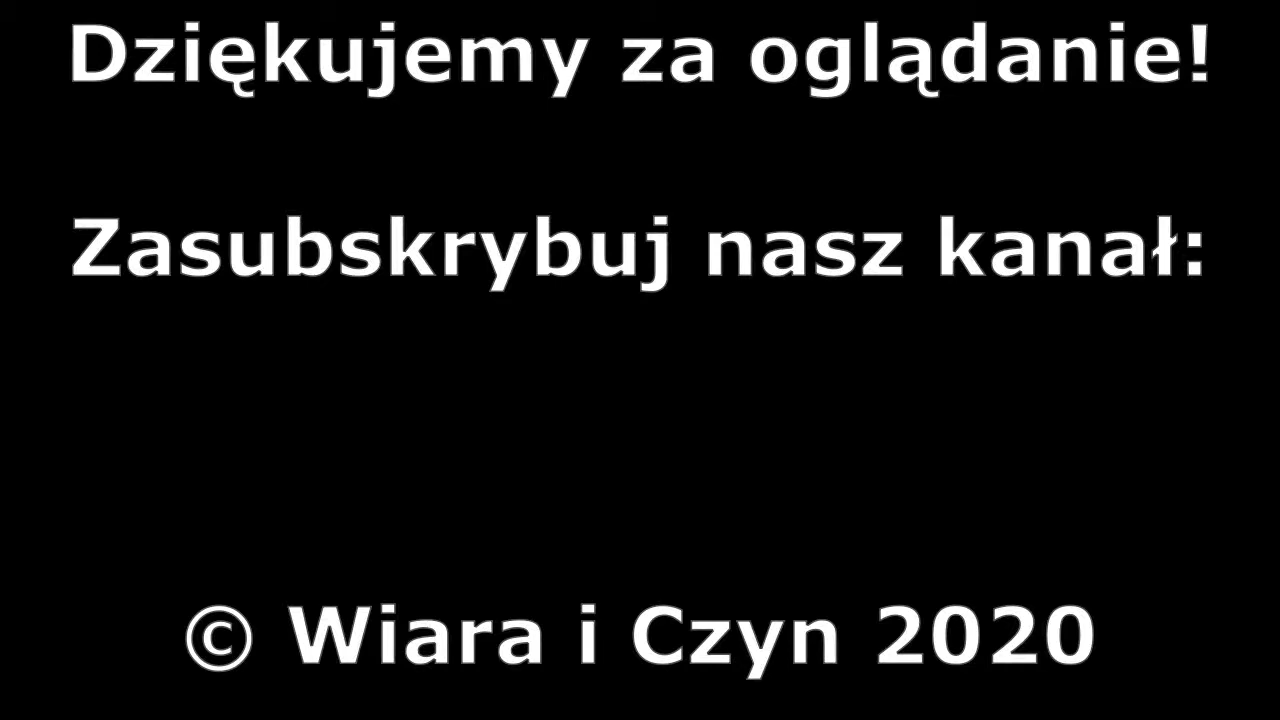 Dziękujemy za oglądanie!
Zasubskrybuj nasz kanał:
© Wiara i Czyn 2020